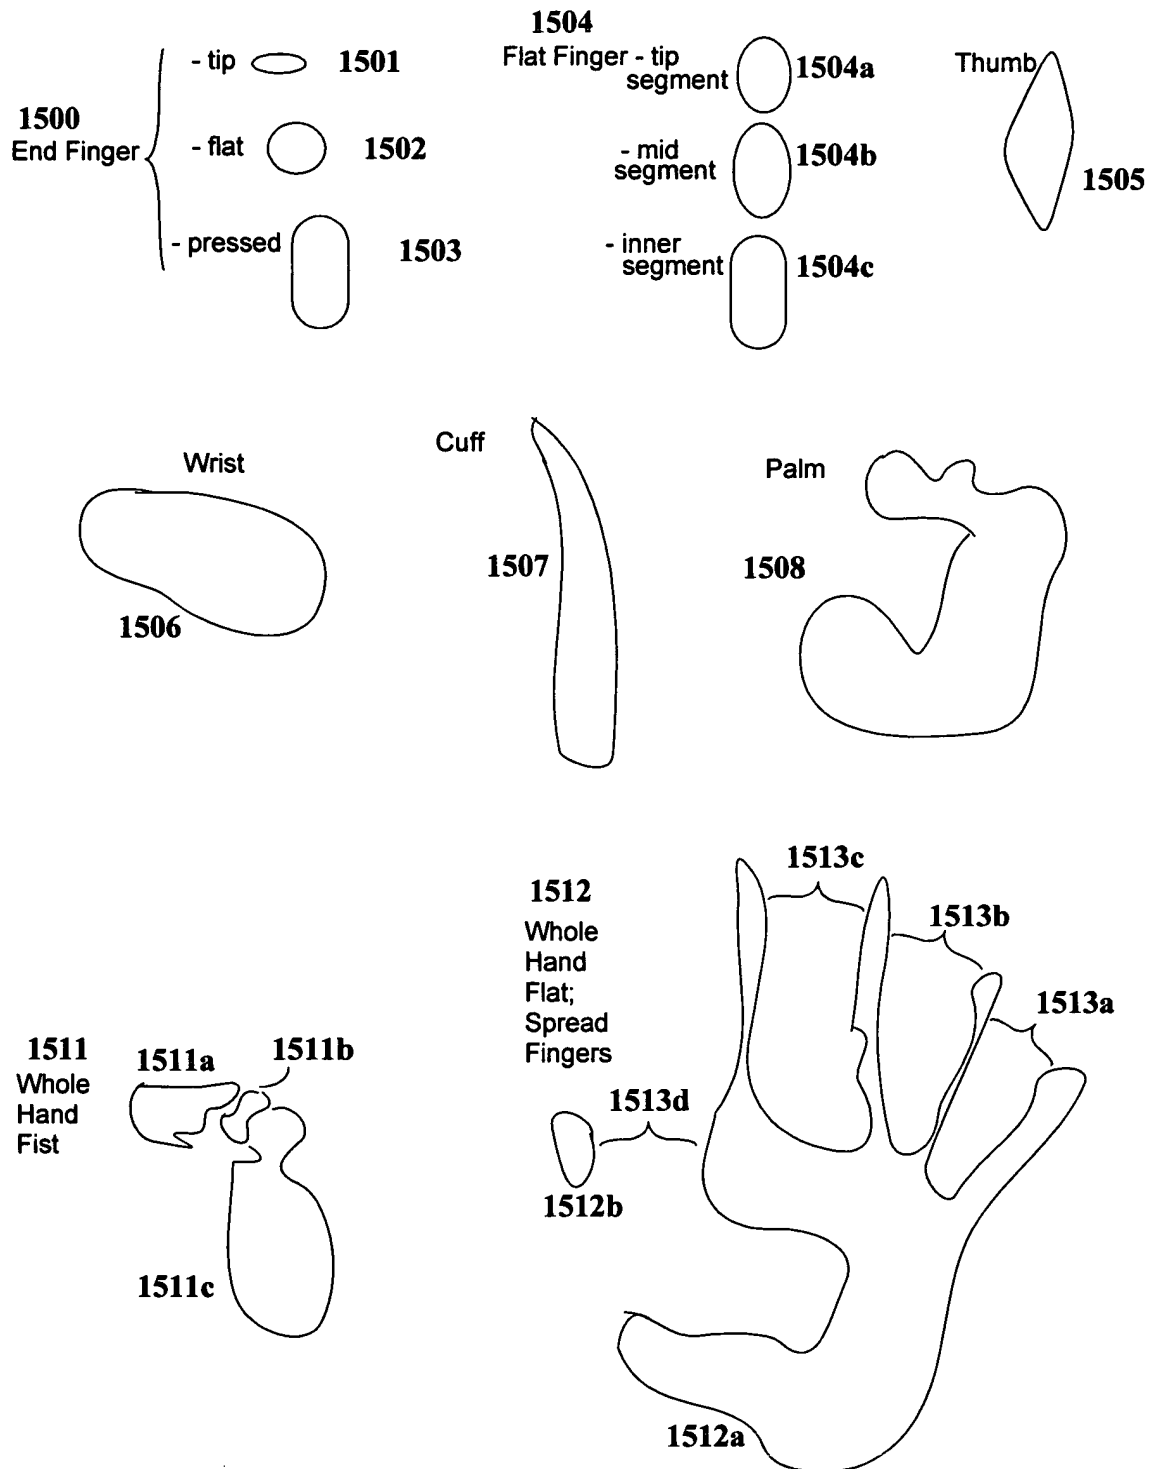 1500
End Finger
- tip 1501
- flat 1502
- pressed 1503
1504
Flat Finger - tip
segment 1504a
- mid
segment 1504b
- inner
segment 1504c
Thumb
1505
Wrist
1506
Cuff
1507
Palm
1508
1511
Whole
Hand
Fist
1511a
1511b
1511c
1512
Whole
Hand
Flat;
Spread
Fingers
1513c
1513b
1513a
1513d
1512b
1512a